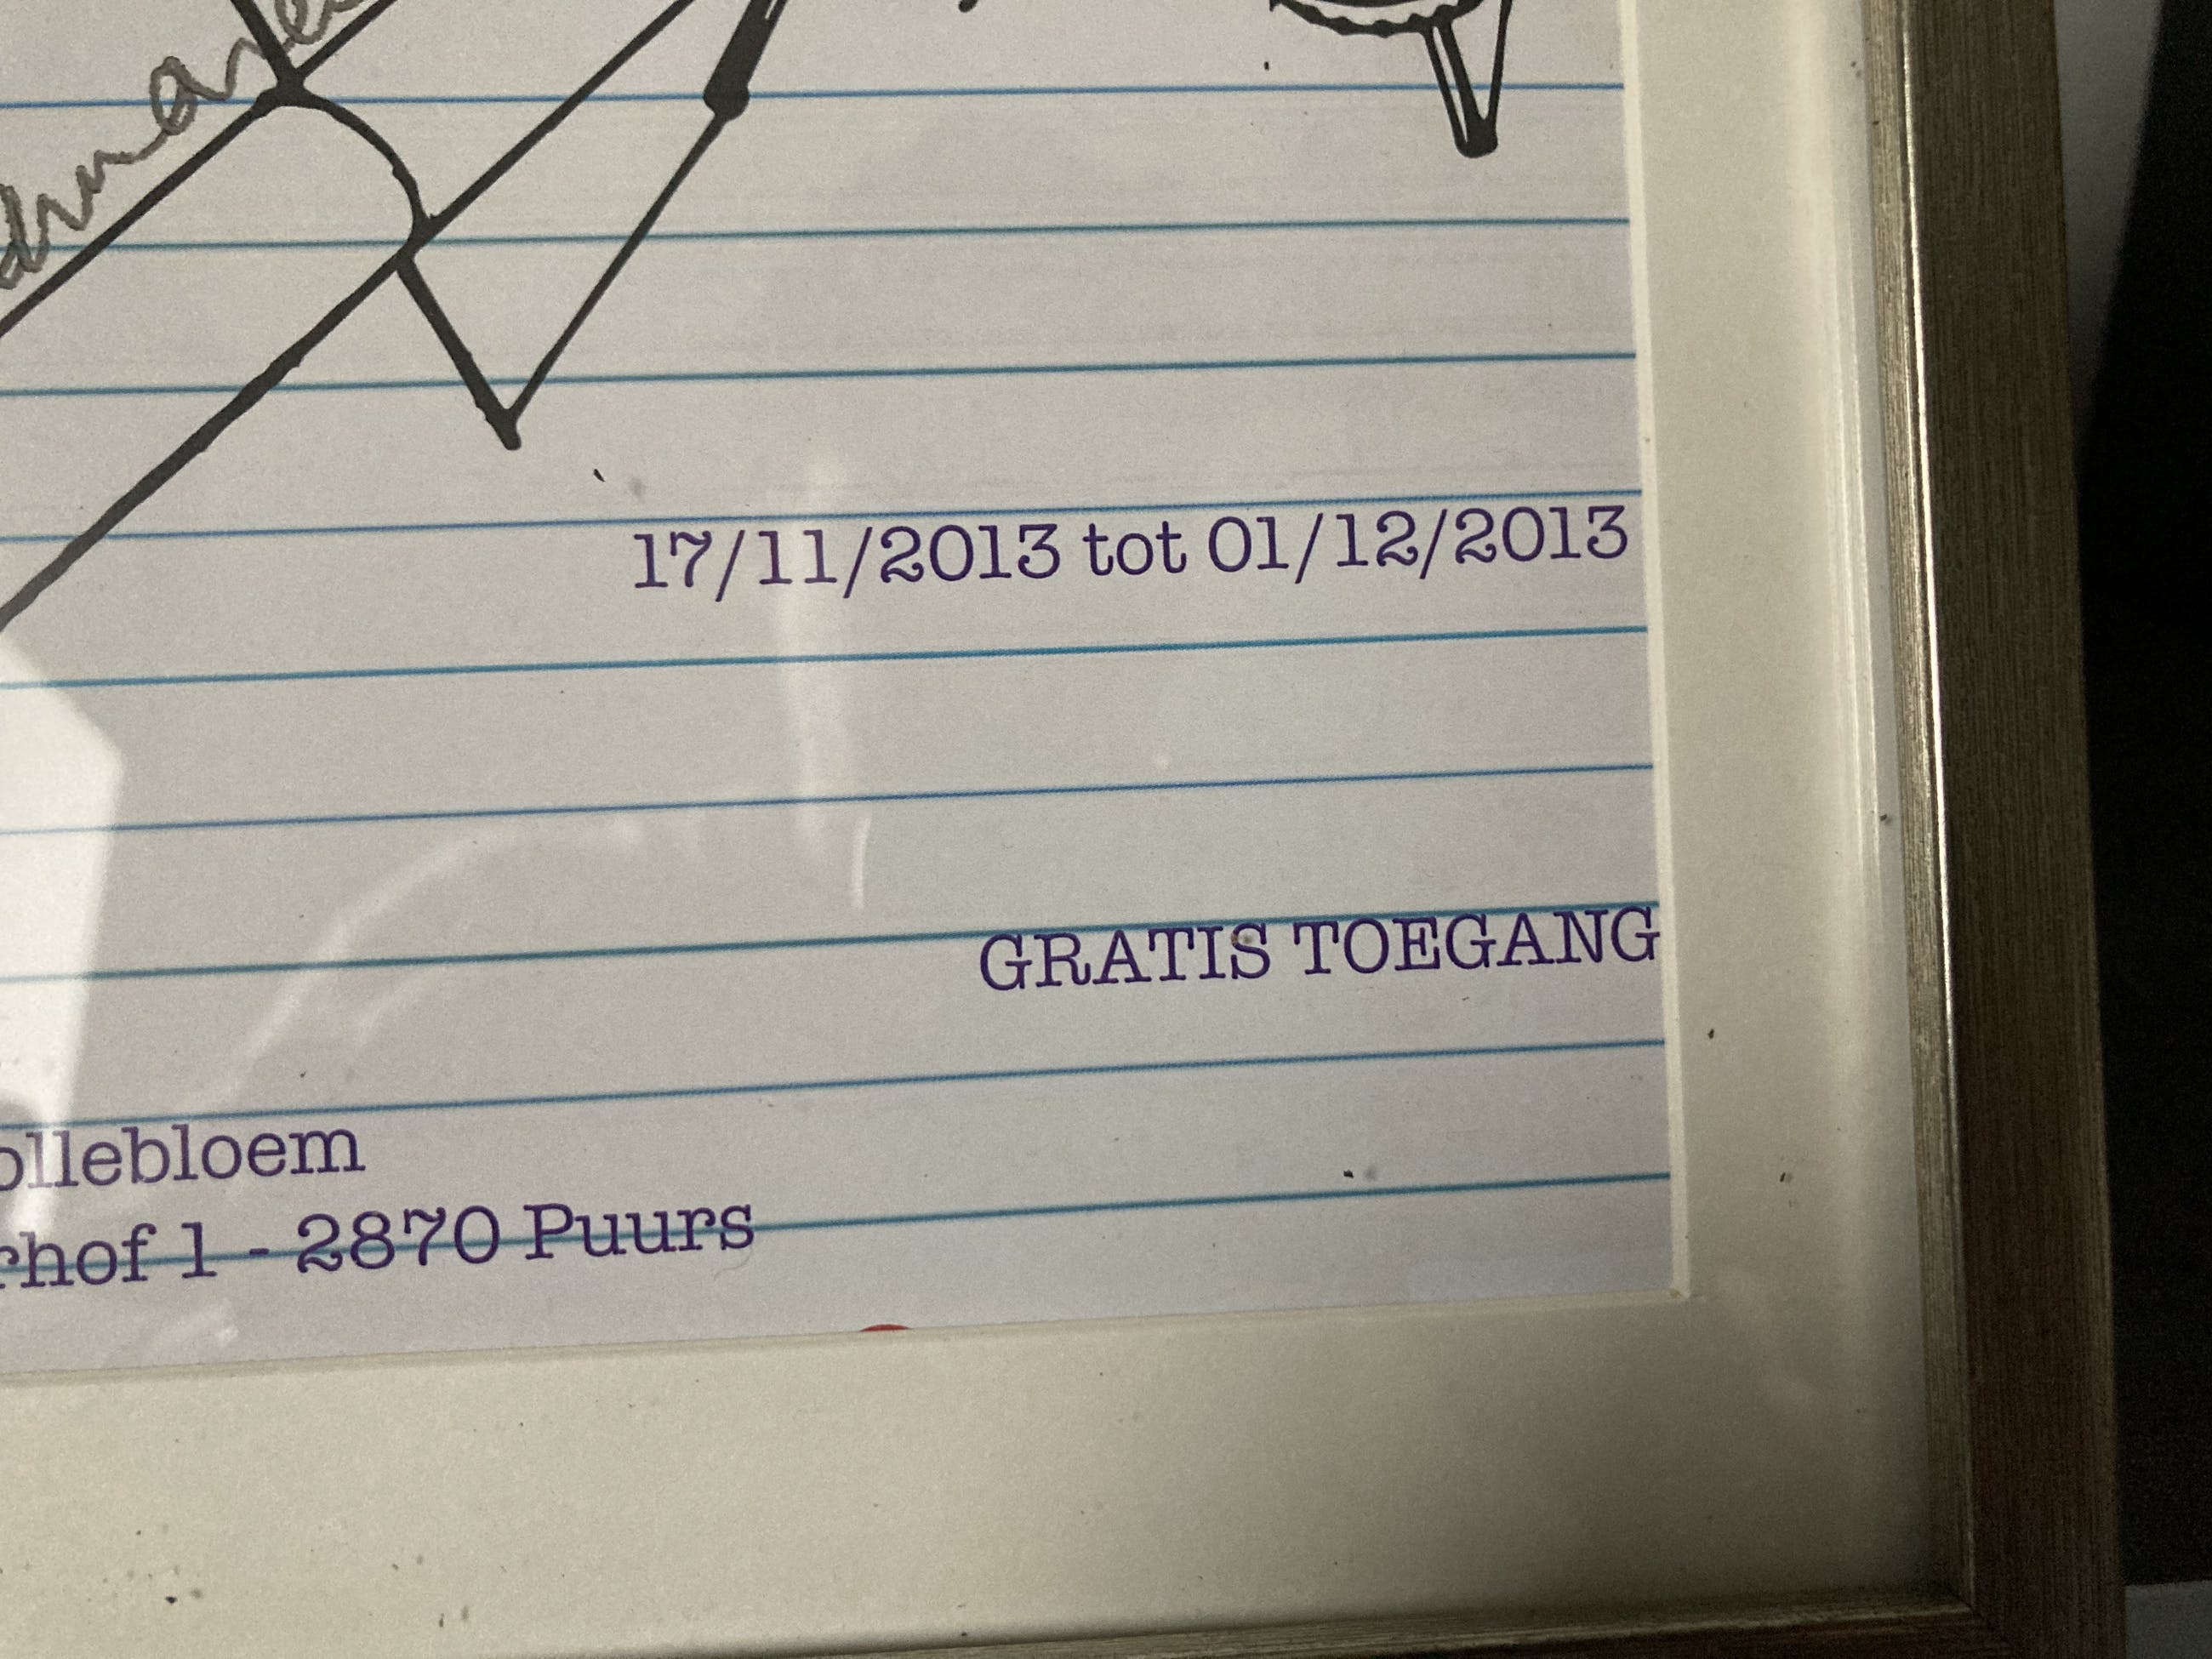 17/11/2013 tot 01/12/2013
GRATIS TOEGANG
ollebloem
rhof 1 - 2870 Puurs